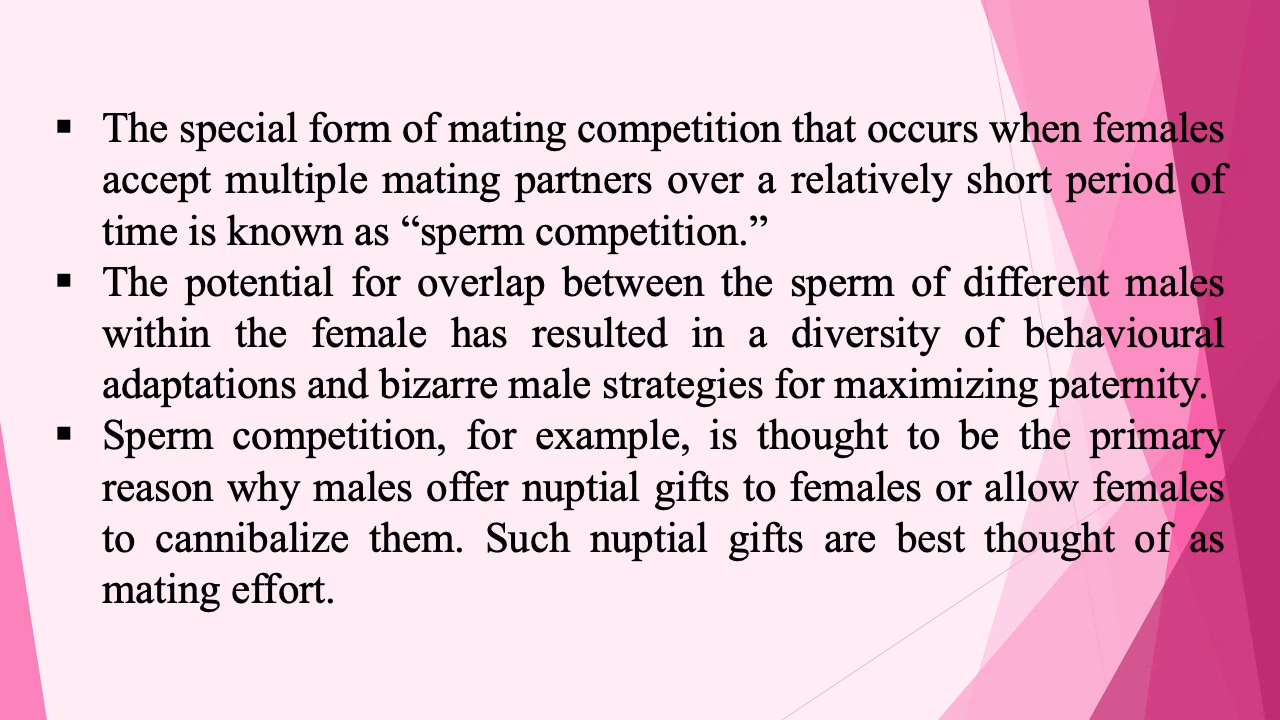 ▪ The special form of mating competition that occurs when females
accept multiple mating partners over a relatively short period of
time is known as “sperm competition.”
▪ The potential for overlap between the sperm of different males
within the female has resulted in a diversity of behavioural
adaptations and bizarre male strategies for maximizing paternity.
▪ Sperm competition, for example, is thought to be the primary
reason why males offer nuptial gifts to females or allow females
to cannibalize them. Such nuptial gifts are best thought of as
mating effort.